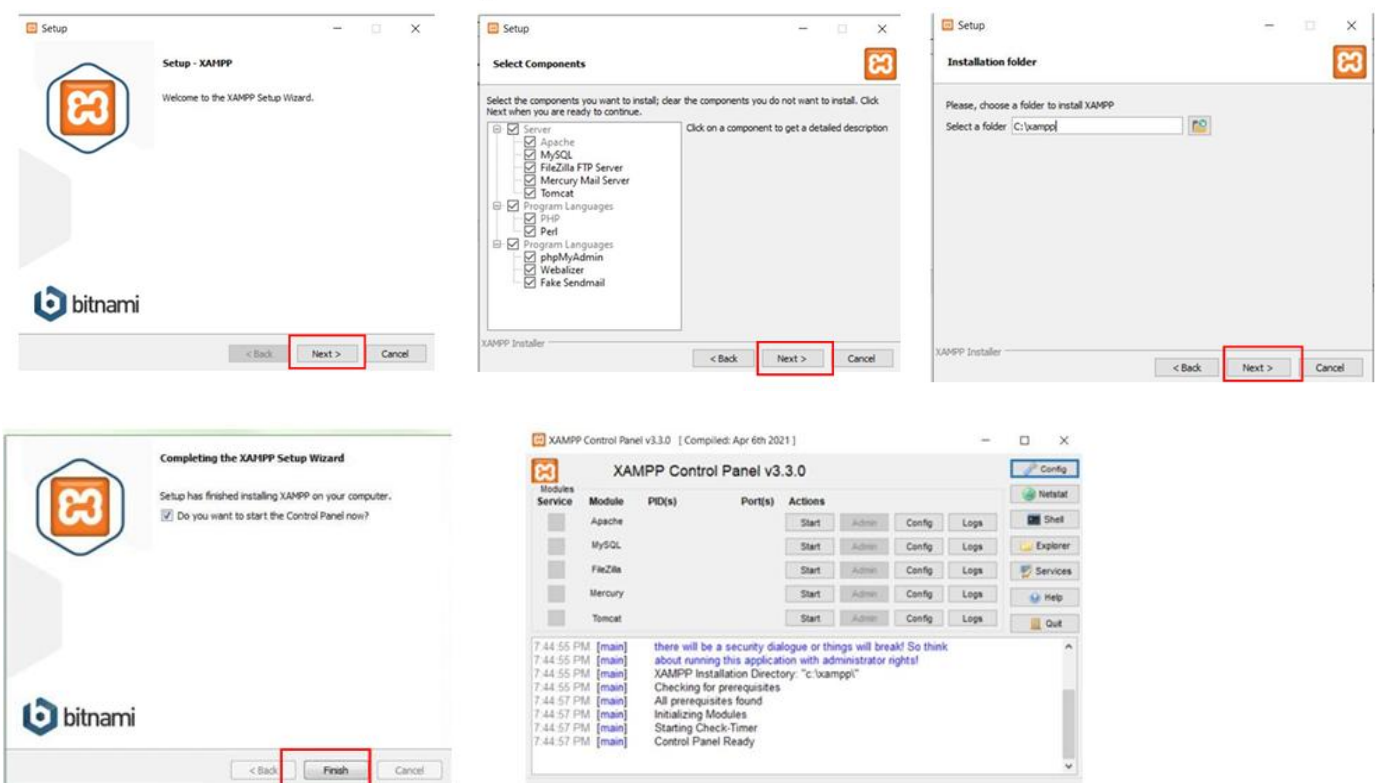 Setup
Setup - XAMPP
Welcome to the XAMPP Setup Wizard.
bitnami
< Back
Next >
Cancel
Setup
Select Components
Select the components you want to install; clear the components you do not want to install. Click
Next when you are ready to continue.
Server
Apache
MySQL
FileZilla FTP Server
Mercury Mail Server
Tomcat
Program Languages
PHP
Perl
Program Languages
phpMyAdmin
Webalizer
Fake Sendmail
Click on a component to get a detailed description
XAMPP Installer
< Back
Next >
Cancel
Setup
Installation folder
Please, choose a folder to install XAMPP
Select a folder C:\xampp
XAMPP Installer
< Back
Next >
Cancel
Completing the XAMPP Setup Wizard
Setup has finished installing XAMPP on your computer.
Do you want to start the Control Panel now?
bitnami
< Back
Finish
Cancel
XAMPP Control Panel v3.3.0 [ Compiled: Apr 6th 2021 ]
XAMPP Control Panel v3.3.0
Config
Modules
Service Module PID(s) Port(s) Actions
Netstat
Apache Start Admin Config Logs
Shell
MySQL Start Admin Config Logs
Explorer
FileZilla Start Admin Config Logs
Services
Mercury Start Admin Config Logs
Help
Tomcat Start Admin Config Logs
Quit
7:44:55 PM [main] there will be a security dialogue or things will break! So think
7:44:55 PM [main] about running this application with administrator rights!
7:44:55 PM [main] XAMPP Installation Directory: "c:\xampp\"
7:44:55 PM [main] Checking for prerequisites
7:44:57 PM [main] All prerequisites found
7:44:57 PM [main] Initializing Modules
7:44:57 PM [main] Starting Check-Timer
7:44:57 PM [main] Control Panel Ready